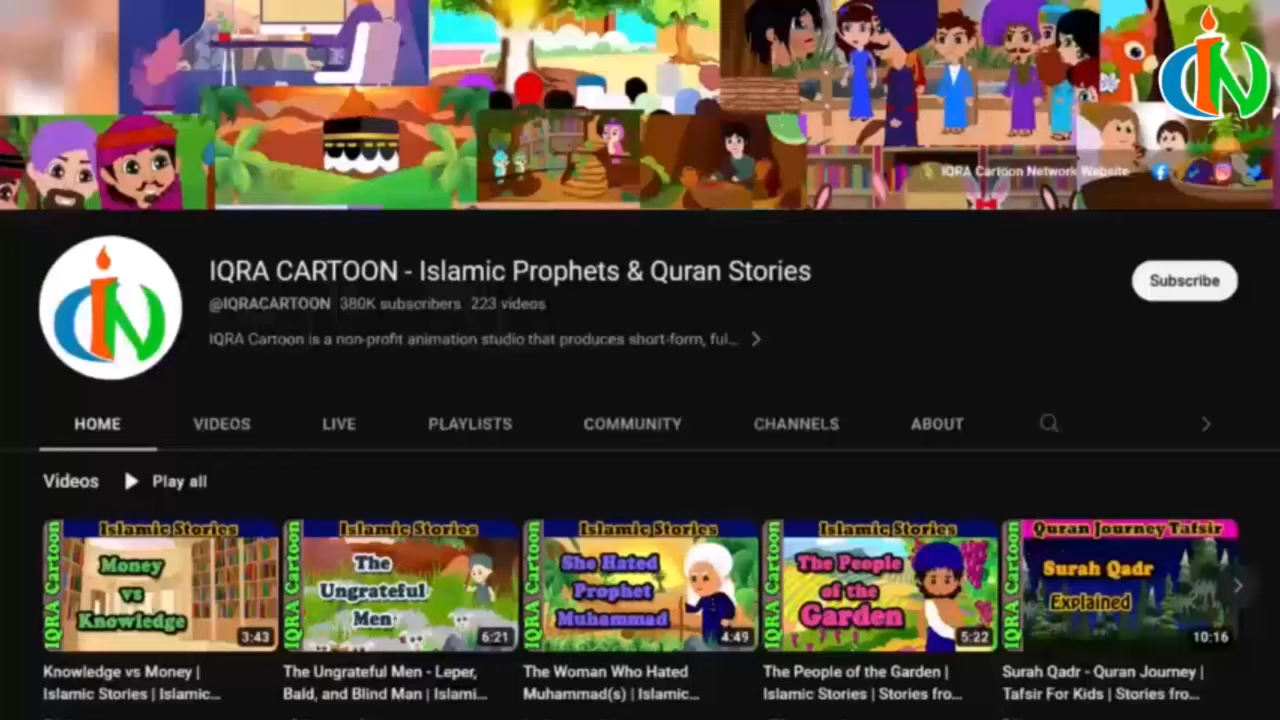 IQRA Cartoon Network Website
IQRA CARTOON - Islamic Prophets & Quran Stories
@IQRACARTOON 380K subscribers 223 videos
IQRA Cartoon is a non-profit animation studio that produces short-form, ful...
Subscribe
HOME VIDEOS LIVE PLAYLISTS COMMUNITY CHANNELS ABOUT
Videos Play all
IQRA Cartoon
Islamic Stories
Money
vs
Knowledge
3:43
IQRA Cartoon
Islamic Stories
The
Ungrateful
Men
6:21
IQRA Cartoon
Islamic Stories
She Hated
Prophet
Muhammad
4:49
IQRA Cartoon
Islamic Stories
The People
of the
Garden
5:22
IQRA Cartoon
Quran Journey Tafsir
Surah Qadr
Explained
10:16
Knowledge vs Money |
Islamic Stories | Islamic...
The Ungrateful Men - Leper,
Bald, and Blind Man | Islami...
The Woman Who Hated
Muhammad(s) | Islamic...
The People of the Garden |
Islamic Stories | Stories fro...
Surah Qadr - Quran Journey |
Tafsir For Kids | Stories fro...